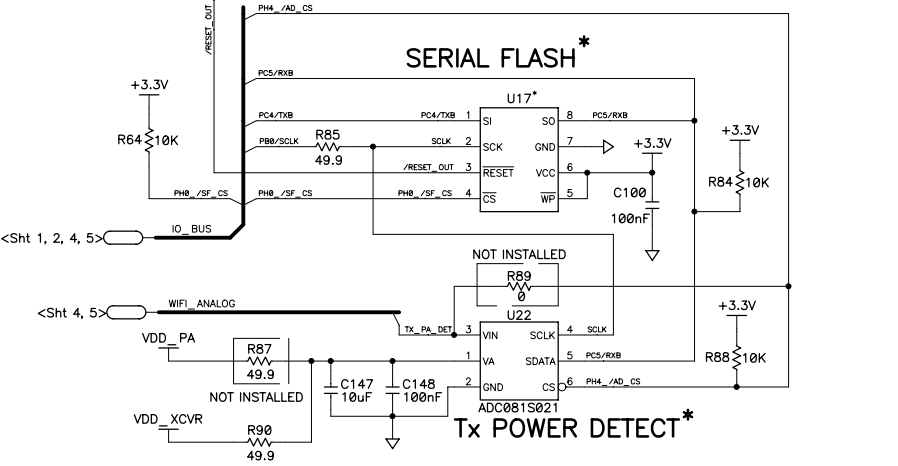 /RESET_OUT
PH4_/AD_CS
SERIAL FLASH*
PC5/RXB
+3.3V
U17*
PC4/TXB PC4/TXB 1 SI SO 8 PC5/RXB
R64 10K
R85
+3.3V
PB0/SCLK SCLK 2 SCK GND 7
49.9
+3.3V
/RESET_OUT 3 RESET VCC 6
R84 10K
PH0_/SF_CS PH0_/SF_CS PH0_/SF_CS 4 CS WP 5
C100
100nF
IO_BUS
<Sht 1, 2, 4, 5>
NOT INSTALLED
R89
0
WIFI_ANALOG
<Sht 4, 5>
U22
+3.3V
TX_PA_DET 3 VIN SCLK 4 SCLK
VDD_PA
R87
49.9
1 VA SDATA 5 PC5/RXB
R88 10K
NOT INSTALLED
C147
10uF
C148
100nF
2 GND CS 6 PH4_/AD_CS
ADC081S021
VDD_XCVR
Tx POWER DETECT*
R90
49.9